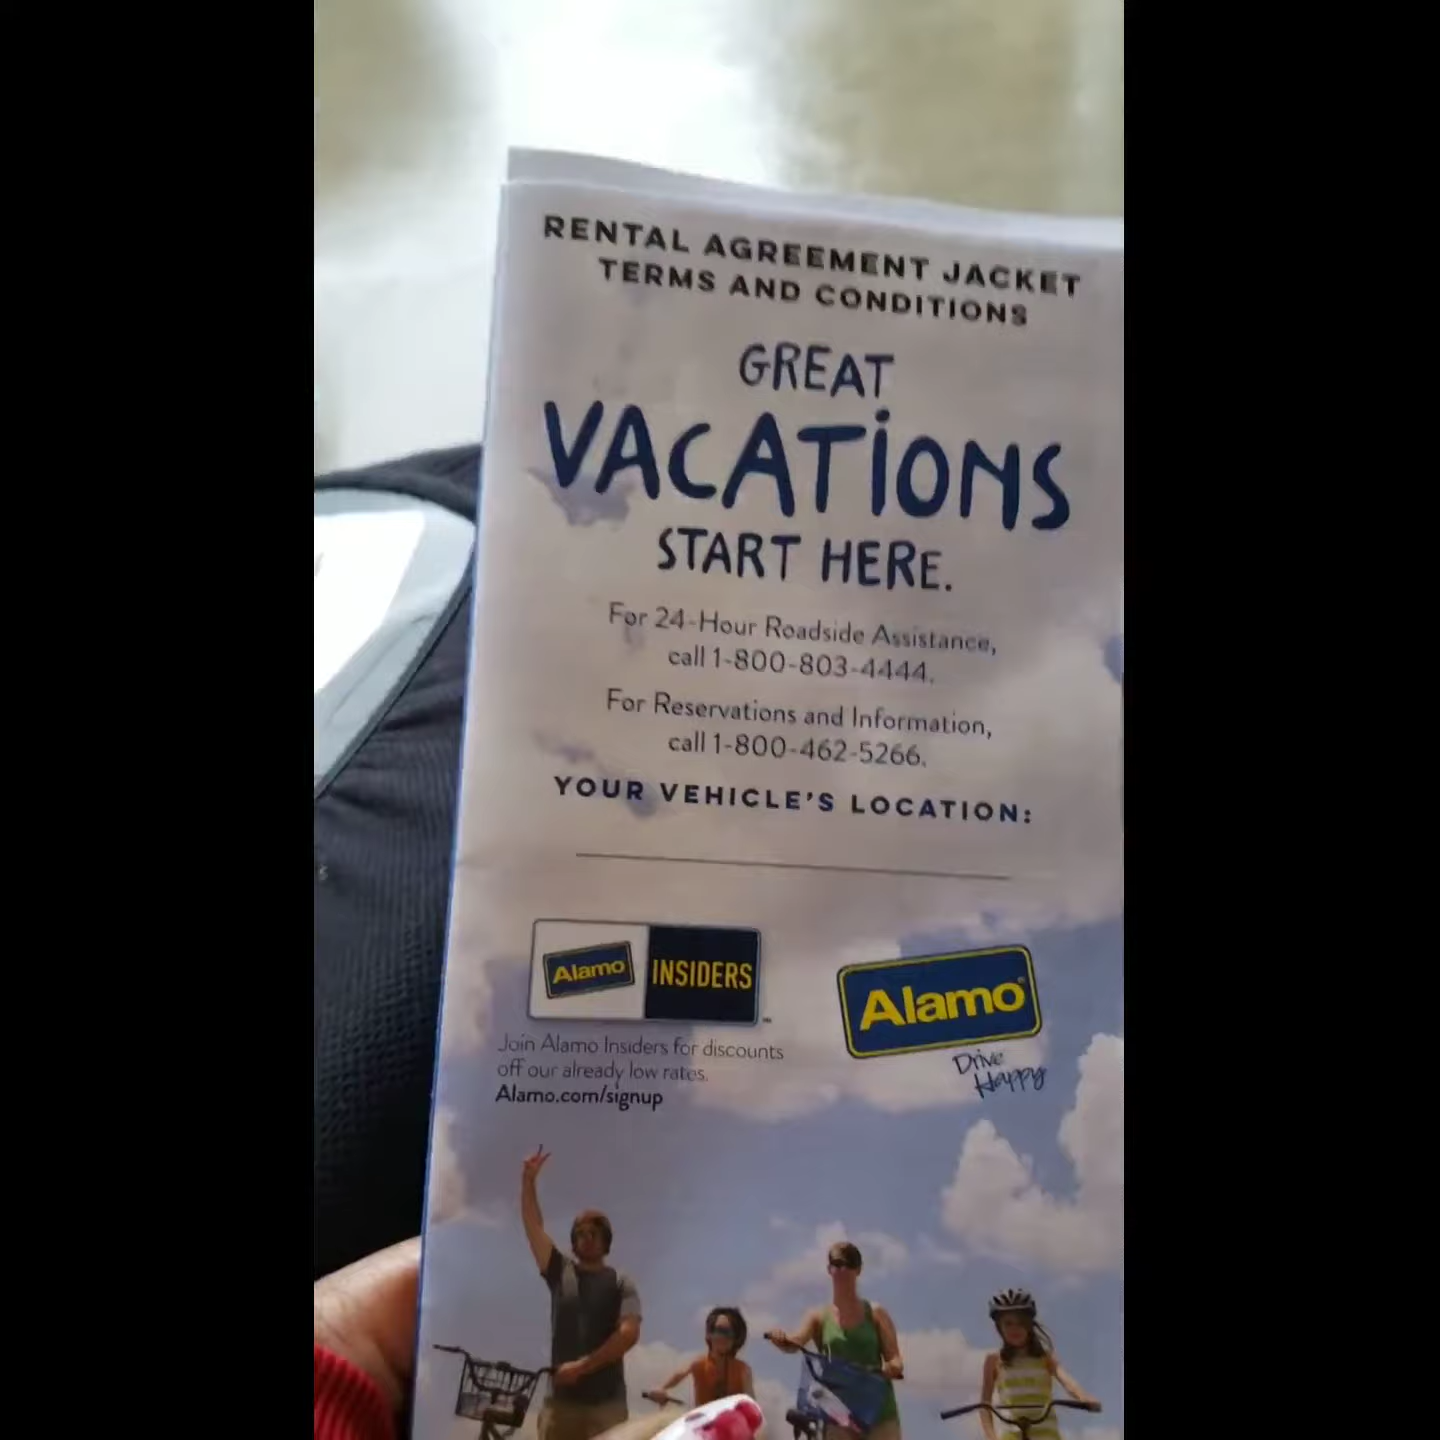 RENTAL AGREEMENT JACKET
TERMS AND CONDITIONS
GREAT
VACATIONS
START HERE.
For 24-Hour Roadside Assistance,
call 1-800-803-4444.
For Reservations and Information,
call 1-800-462-5266.
YOUR VEHICLE'S LOCATION:
Alamo INSIDERS™
Join Alamo Insiders for discounts
off our already low rates.
Alamo.com/signup
Alamo®
Drive
Happy